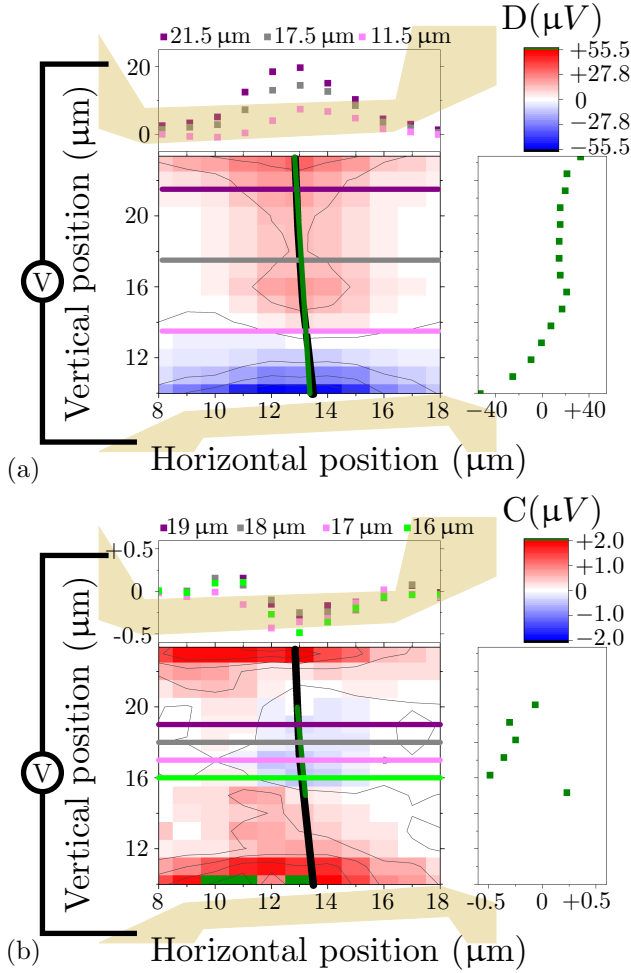 D(μV)
21.5 μm 17.5 μm 11.5 μm
20
0
+55.5
+27.8
0
−27.8
−55.5
Vertical position (μm)
20
16
12
V
8 10 12 14 16 18
−40 0 +40
(a) Horizontal position (μm)
C(μV)
19 μm 18 μm 17 μm 16 μm
+0.5
0
-0.5
+2.0
+1.0
0
−1.0
−2.0
Vertical position (μm)
20
16
12
V
8 10 12 14 16 18
-0.5 0 +0.5
(b) Horizontal position (μm)